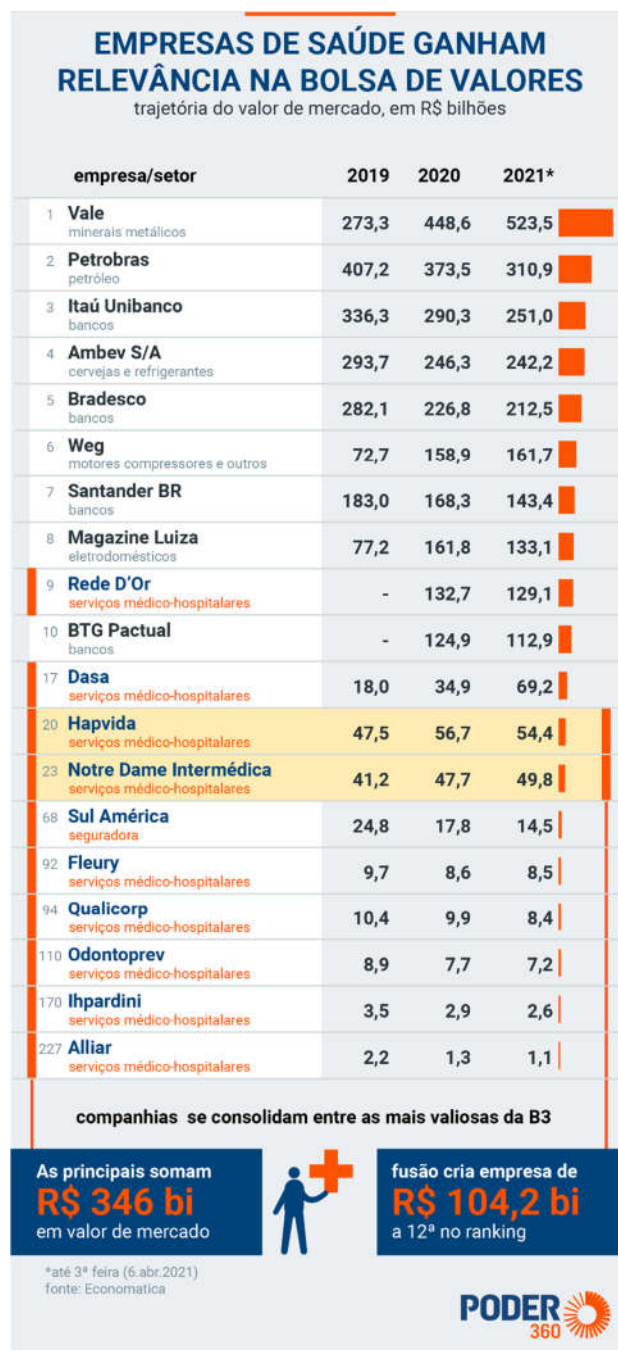 EMPRESAS DE SAÚDE GANHAM
RELEVÂNCIA NA BOLSA DE VALORES
trajetória do valor de mercado, em R$ bilhões
empresa/setor 2019 2020 2021*
1 Vale 273,3 448,6 523,5
minerais metálicos
2 Petrobras 407,2 373,5 310,9
petróleo
3 Itaú Unibanco 336,3 290,3 251,0
bancos
4 Ambev S/A 293,7 246,3 242,2
cervejas e refrigerantes
5 Bradesco 282,1 226,8 212,5
bancos
6 Weg 72,7 158,9 161,7
motores compressores e outros
7 Santander BR 183,0 168,3 143,4
bancos
8 Magazine Luiza 77,2 161,8 133,1
eletrodomésticos
9 Rede D'Or - 132,7 129,1
serviços médico-hospitalares
10 BTG Pactual - 124,9 112,9
bancos
17 Dasa 18,0 34,9 69,2
serviços médico-hospitalares
20 Hapvida 47,5 56,7 54,4
serviços médico-hospitalares
23 Notre Dame Intermédica 41,2 47,7 49,8
serviços médico-hospitalares
68 Sul América 24,8 17,8 14,5
seguradora
92 Fleury 9,7 8,6 8,5
serviços médico-hospitalares
94 Qualicorp 10,4 9,9 8,4
serviços médico-hospitalares
110 Odontoprev 8,9 7,7 7,2
serviços médico-hospitalares
170 Ihpardini 3,5 2,9 2,6
serviços médico-hospitalares
227 Alliar 2,2 1,3 1,1
serviços médico-hospitalares
companhias se consolidam entre as mais valiosas da B3
As principais somam
R$ 346 bi
em valor de mercado
fusão cria empresa de
R$ 104,2 bi
a 12ª no ranking
*até 3ª feira (6.abr.2021)
fonte: Economatica
PODER
360